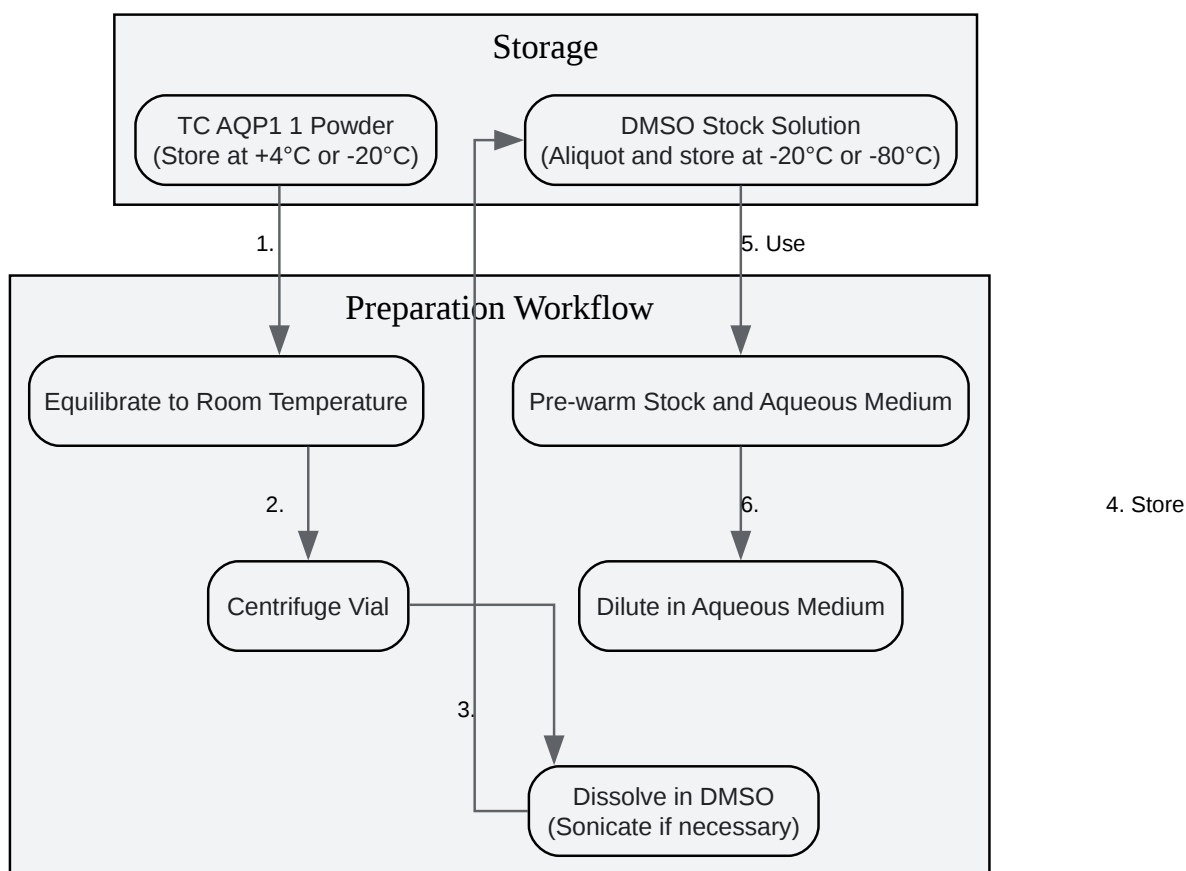 Storage
TC AQP1 1 Powder
(Store at +4°C or -20°C)
DMSO Stock Solution
(Aliquot and store at -20°C or -80°C)
1.
5. Use
Preparation Workflow
Equilibrate to Room Temperature
Pre-warm Stock and Aqueous Medium
2.
6.
4. Store
Centrifuge Vial
Dilute in Aqueous Medium
3.
Dissolve in DMSO
(Sonicate if necessary)